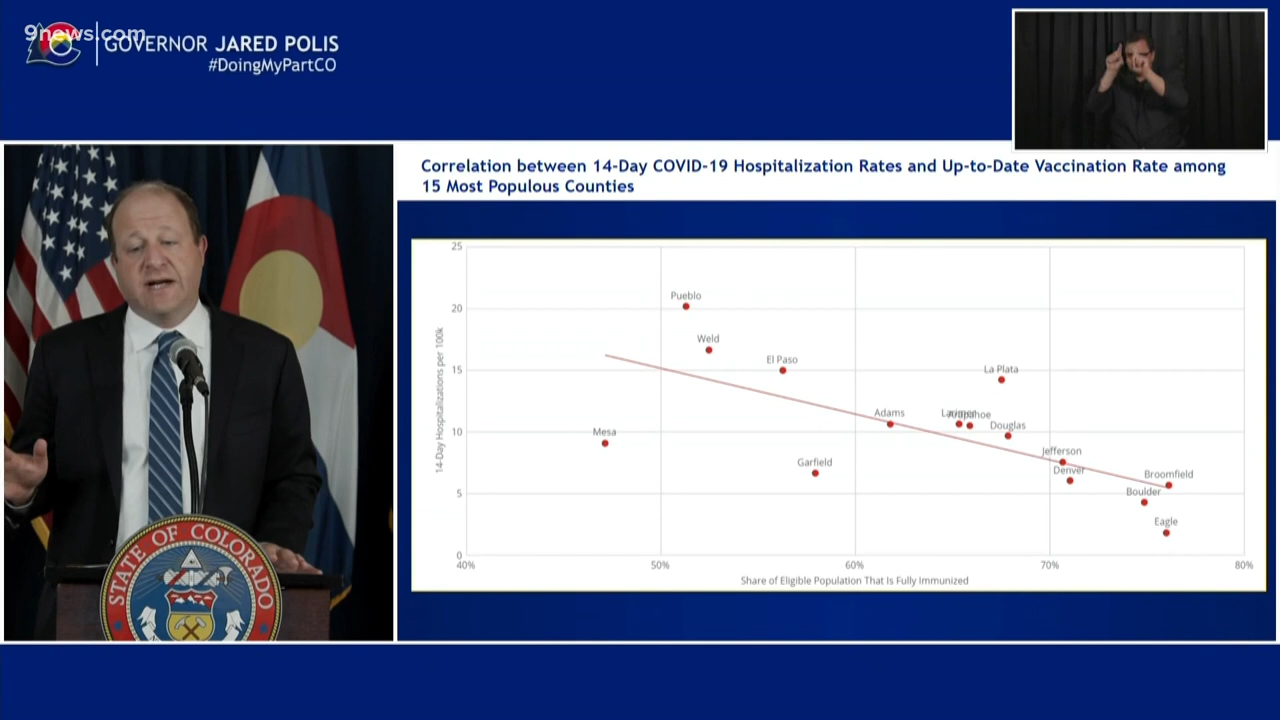 9news.com
GOVERNOR JARED POLIS
#DoingMyPartCO
Correlation between 14-Day COVID-19 Hospitalization Rates and Up-to-Date Vaccination Rate among
15 Most Populous Counties
25
20
15
10
5
0
14-Day Hospitalizations per 100k
Pueblo
Weld
El Paso
La Plata
Adams
Larimer
Arapahoe
Douglas
Mesa
Jefferson
Garfield
Denver
Broomfield
Boulder
Eagle
40%
50%
60%
70%
80%
Share of Eligible Population That Is Fully Immunized
STATE OF COLORADO